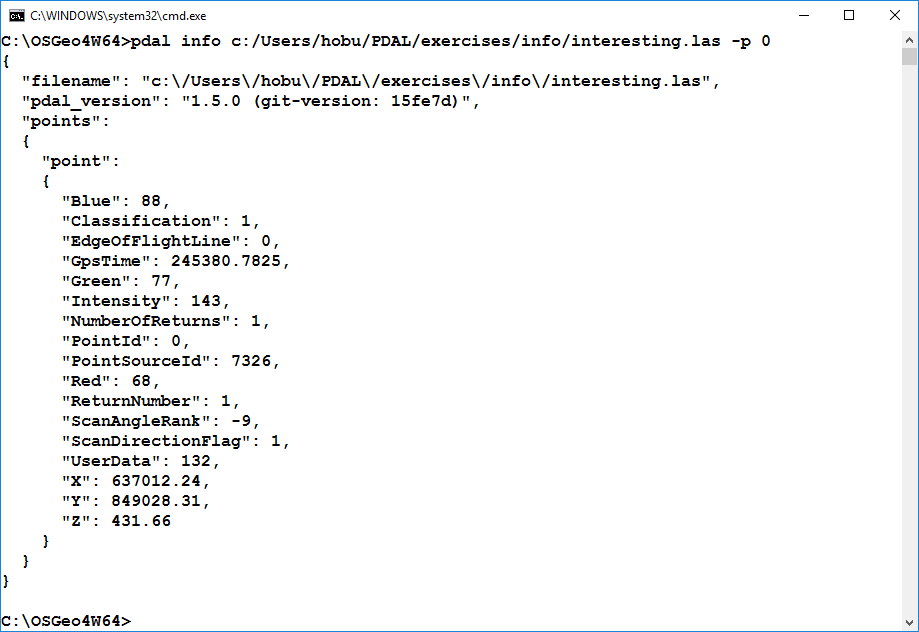 C:\WINDOWS\system32\cmd.exe
C:\OSGeo4W64>pdal info c:/Users/hobu/PDAL/exercises/info/interesting.las -p 0
{
  "filename": "c:\/Users\/hobu\/PDAL\/exercises\/info\/interesting.las",
  "pdal_version": "1.5.0 (git-version: 15fe7d)",
  "points":
  {
    "point":
    {
      "Blue": 88,
      "Classification": 1,
      "EdgeOfFlightLine": 0,
      "GpsTime": 245380.7825,
      "Green": 77,
      "Intensity": 143,
      "NumberOfReturns": 1,
      "PointId": 0,
      "PointSourceId": 7326,
      "Red": 68,
      "ReturnNumber": 1,
      "ScanAngleRank": -9,
      "ScanDirectionFlag": 1,
      "UserData": 132,
      "X": 637012.24,
      "Y": 849028.31,
      "Z": 431.66
    }
  }
}
C:\OSGeo4W64>